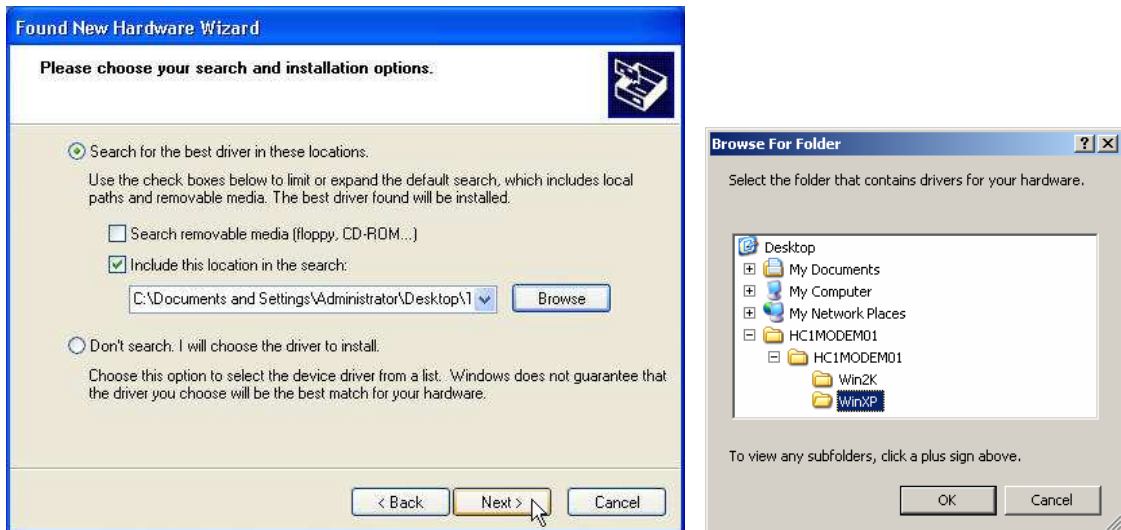 Found New Hardware Wizard
Please choose your search and installation options.
Search for the best driver in these locations.
Use the check boxes below to limit or expand the default search, which includes local
paths and removable media. The best driver found will be installed.
Search removable media (floppy, CD-ROM...)
Include this location in the search:
C:\Documents and Settings\Administrator\Desktop\1
Browse
Don't search. I will choose the driver to install.
Choose this option to select the device driver from a list. Windows does not guarantee that
the driver you choose will be the best match for your hardware.
< Back
Next >
Cancel
Browse For Folder
Select the folder that contains drivers for your hardware.
Desktop
My Documents
My Computer
My Network Places
HC1MODEM01
HC1MODEM01
Win2K
WinXP
To view any subfolders, click a plus sign above.
OK
Cancel